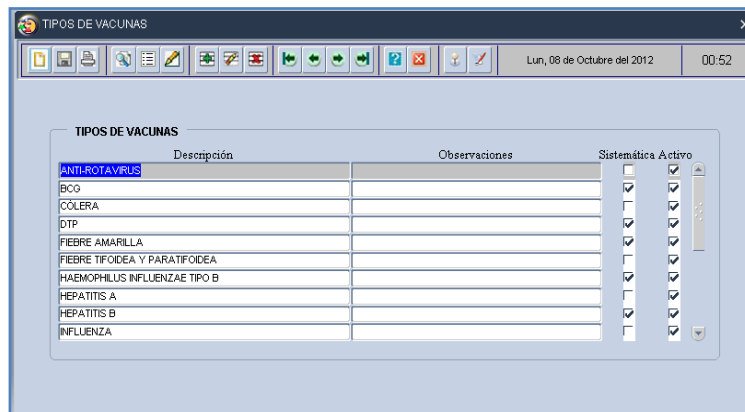 TIPOS DE VACUNAS
Lun, 08 de Octubre del 2012 00:52
TIPOS DE VACUNAS
Descripción Observaciones Sistemática Activo
ANTI-ROTAVIRUS
BCG
CÓLERA
DTP
FIEBRE AMARILLA
FIEBRE TIFOIDEA Y PARATIFOIDEA
HAEMOPHILUS INFLUENZAE TIPO B
HEPATITIS A
HEPATITIS B
INFLUENZA